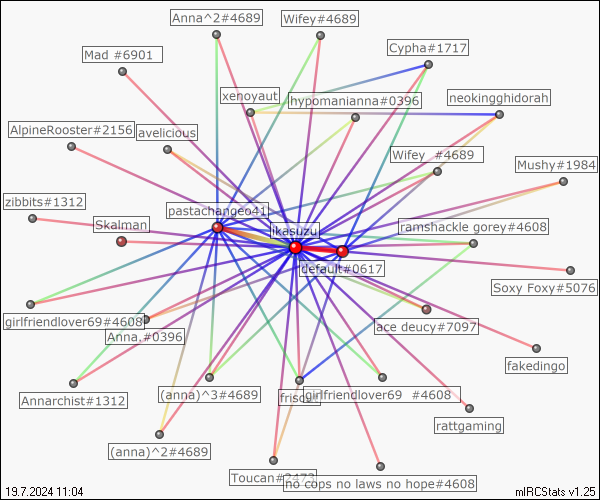 Anna^2#4689
Wifey#4689
Mad #6901
Cypha#1717
xenoyaut
hypomanianna#0396
neokingghidorah
AlpineRooster#2156
avelicious
Wifey  #4689
Mushy#1984
zibbits#1312
pastachangeo41
Skalman
ikasuzu
ramshackle gorey#4608
default#0617
Soxy Foxy#5076
girlfriendlover69#4608
Anna,#0396
ace deucy#7097
fakedingo
Annarchist#1312
(anna)^3#4689
girlfriendlover69  #4608
rattgaming
(anna)^2#4689
no cops no laws no hope#4608
19.7.2024 11:04
mIRCStats v1.25